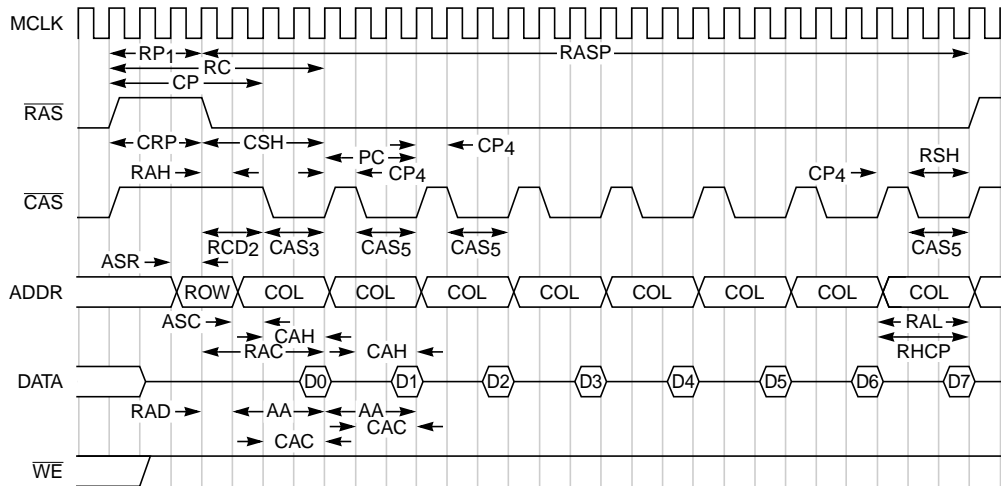 MCLK
RP1 RASP
RC
CP
RAS
CRP CSH CP4
PC RSH
RAH CP4 CP4
CAS
RCD2 CAS3 CAS5 CAS5 CAS5
ASR
ADDR ROW COL COL COL COL COL COL COL COL
ASC RAL
CAH
RAC CAH RHCP
DATA D0 D1 D2 D3 D4 D5 D6 D7
RAD AA AA
CAC
CAC
WE